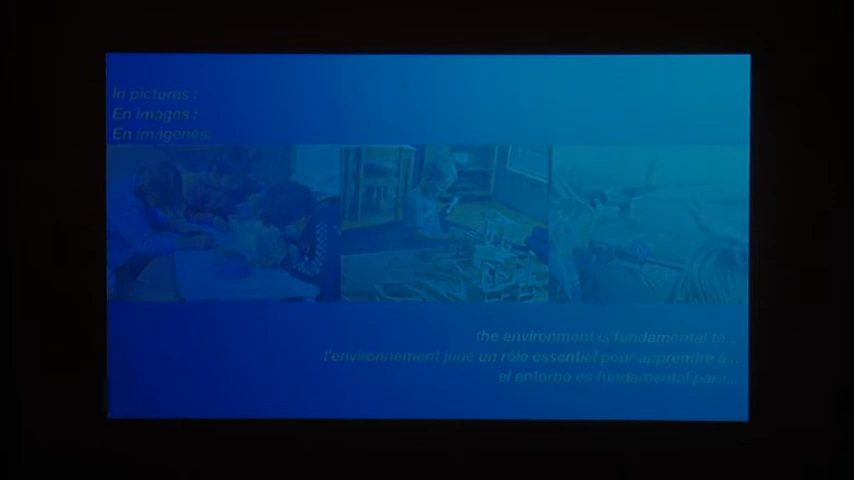 In pictures :
En images :
En imágenes:
the environment is fundamental to...
l'environnement joue un rôle essentiel pour apprendre à...
el entorno es fundamental para...